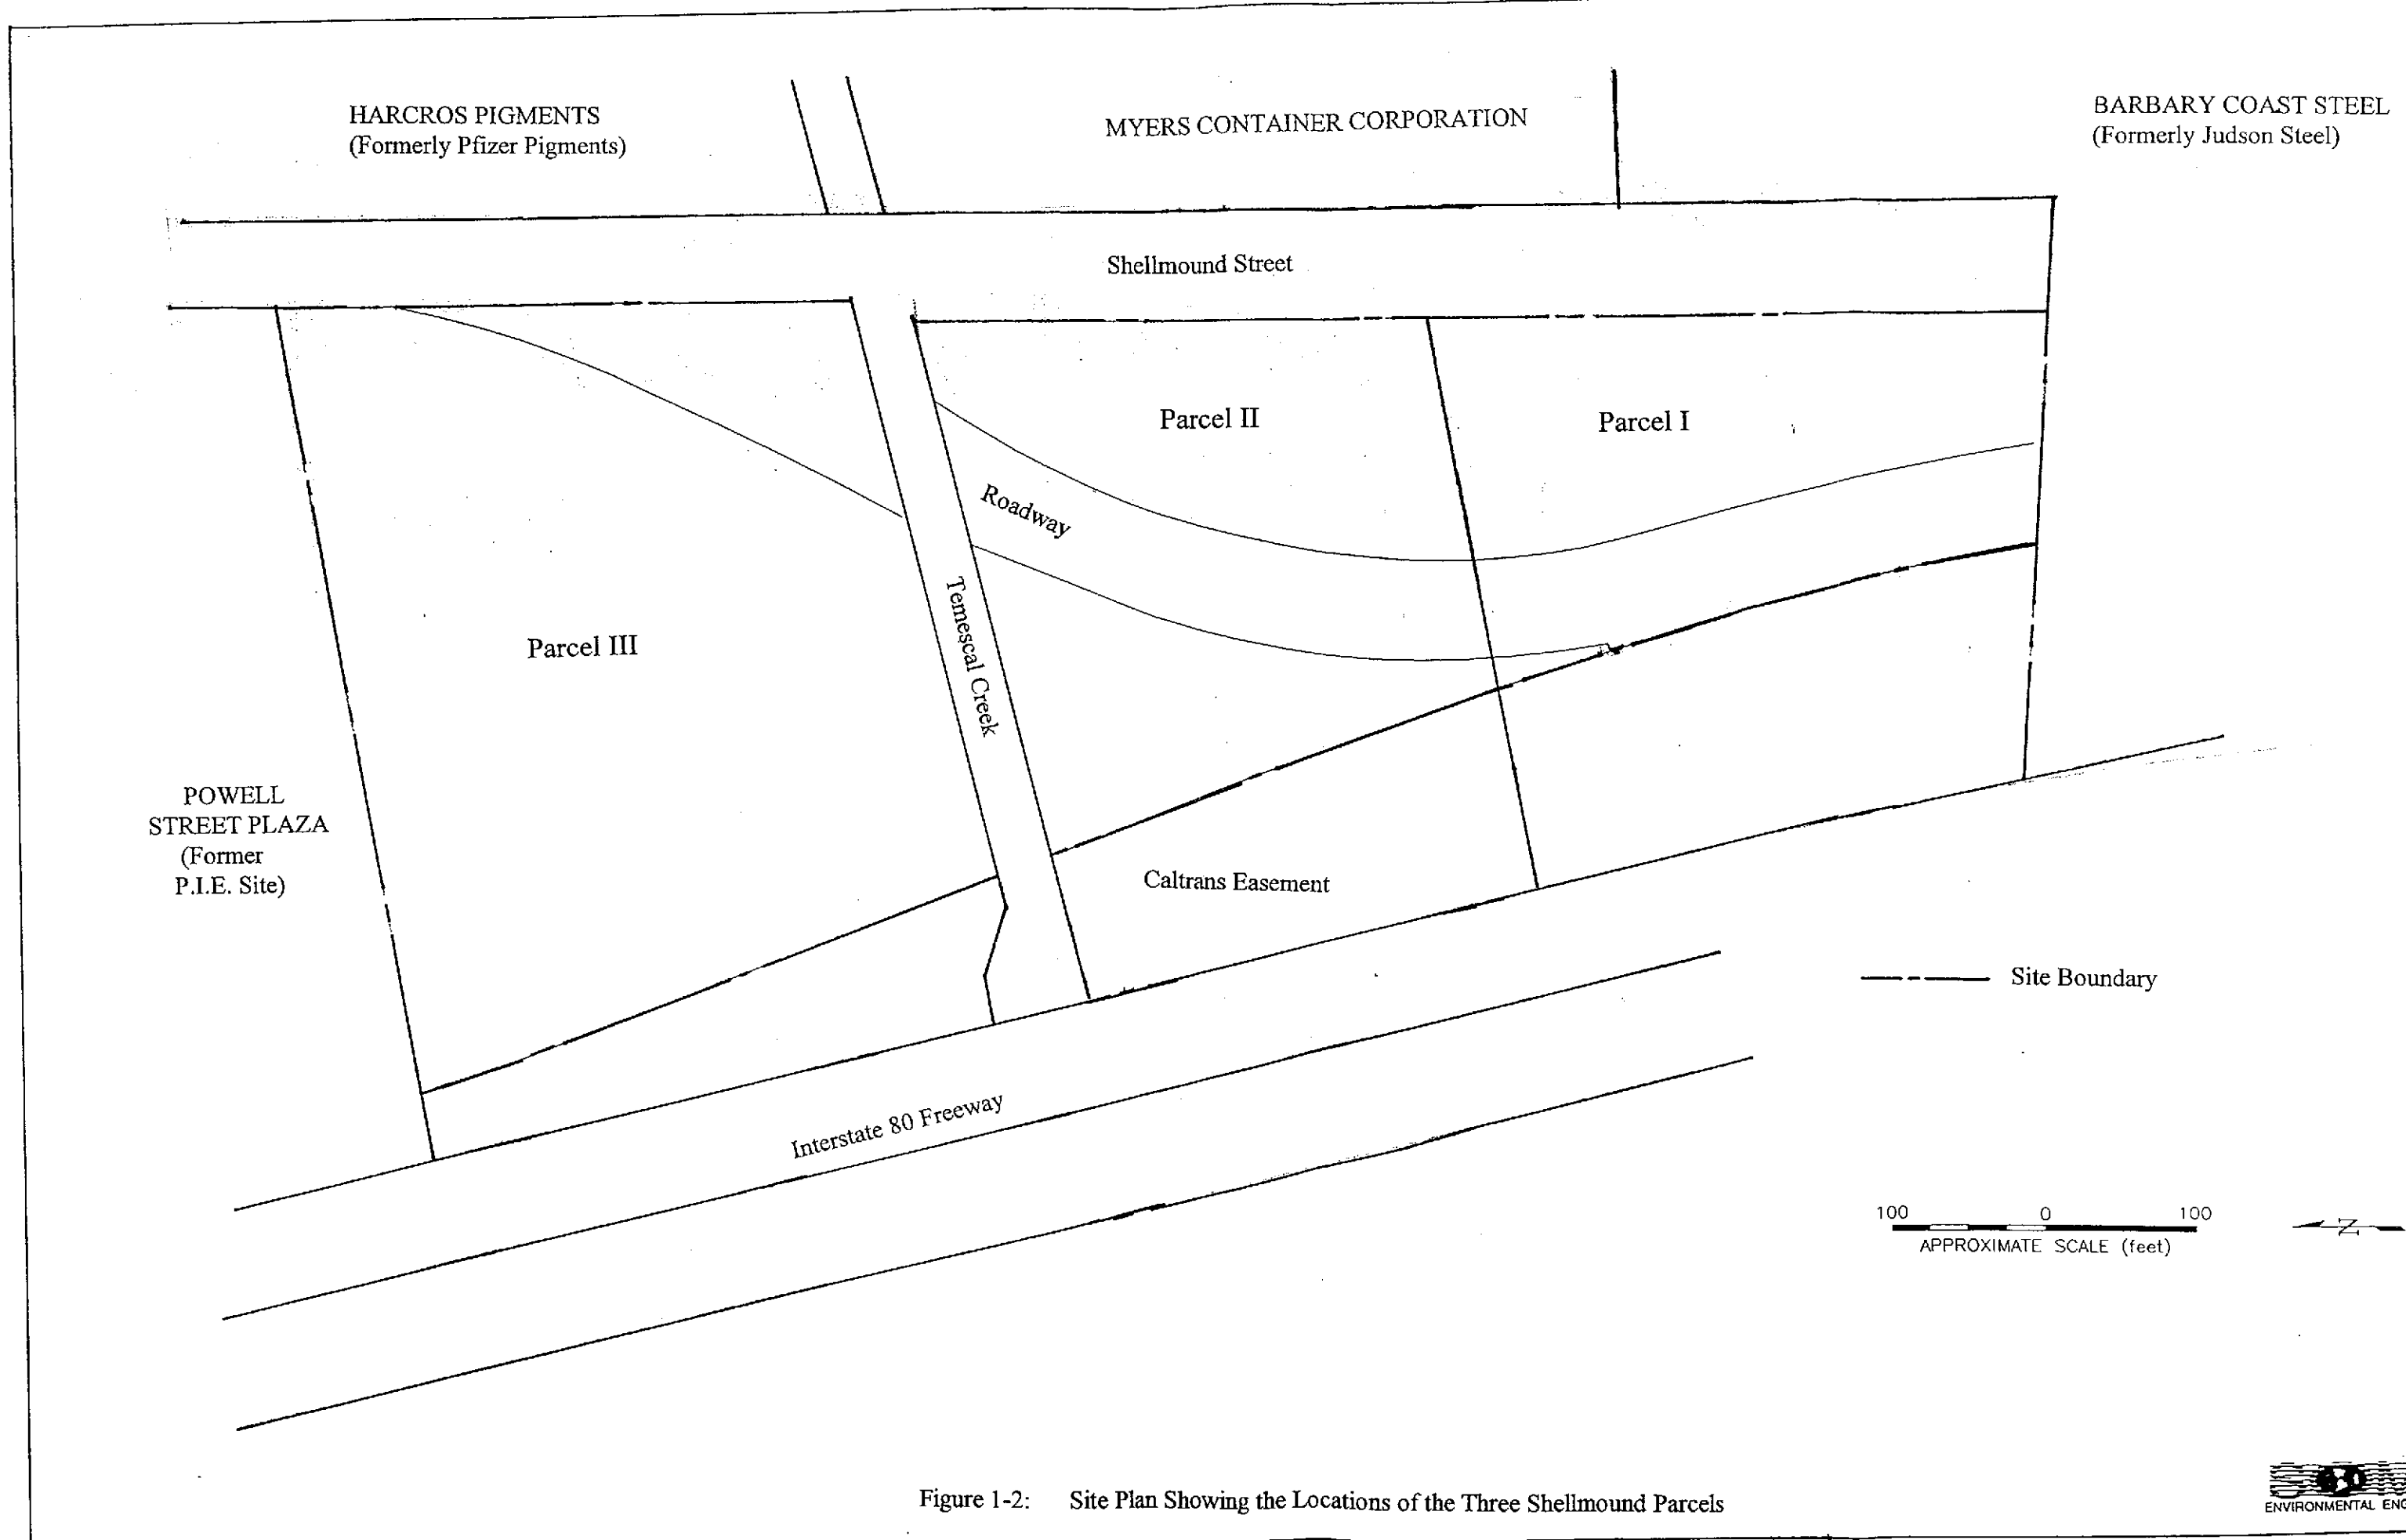 HARCROS PIGMENTS
(Formerly Pfizer Pigments)
MYERS CONTAINER CORPORATION
BARBARY COAST STEEL
(Formerly Judson Steel)
Shellmound Street
Parcel II
Parcel I
Roadway
Temescal Creek
Parcel III
POWELL
STREET PLAZA
(Former
P.I.E. Site)
Caltrans Easement
Site Boundary
Interstate 80 Freeway
100 0 100
APPROXIMATE SCALE (feet)
N
Figure 1-2: Site Plan Showing the Locations of the Three Shellmound Parcels
ENVIRONMENTAL ENG